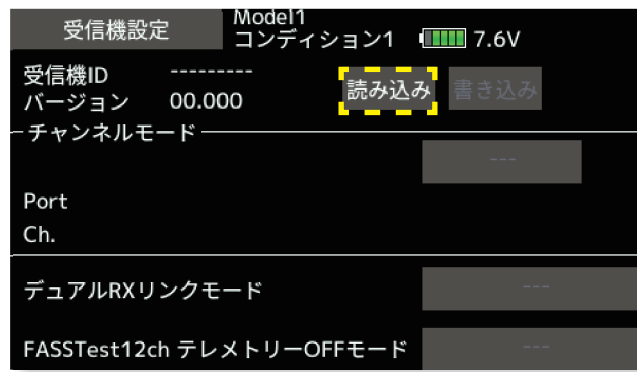 受信機設定
Model1
コンディション1 7.6V
受信機ID ---------
バージョン 00.000
読み込み 書き込み
チャンネルモード
---
Port
Ch.
デュアルRXリンクモード ---
FASSTest12ch テレメトリーOFFモード ---